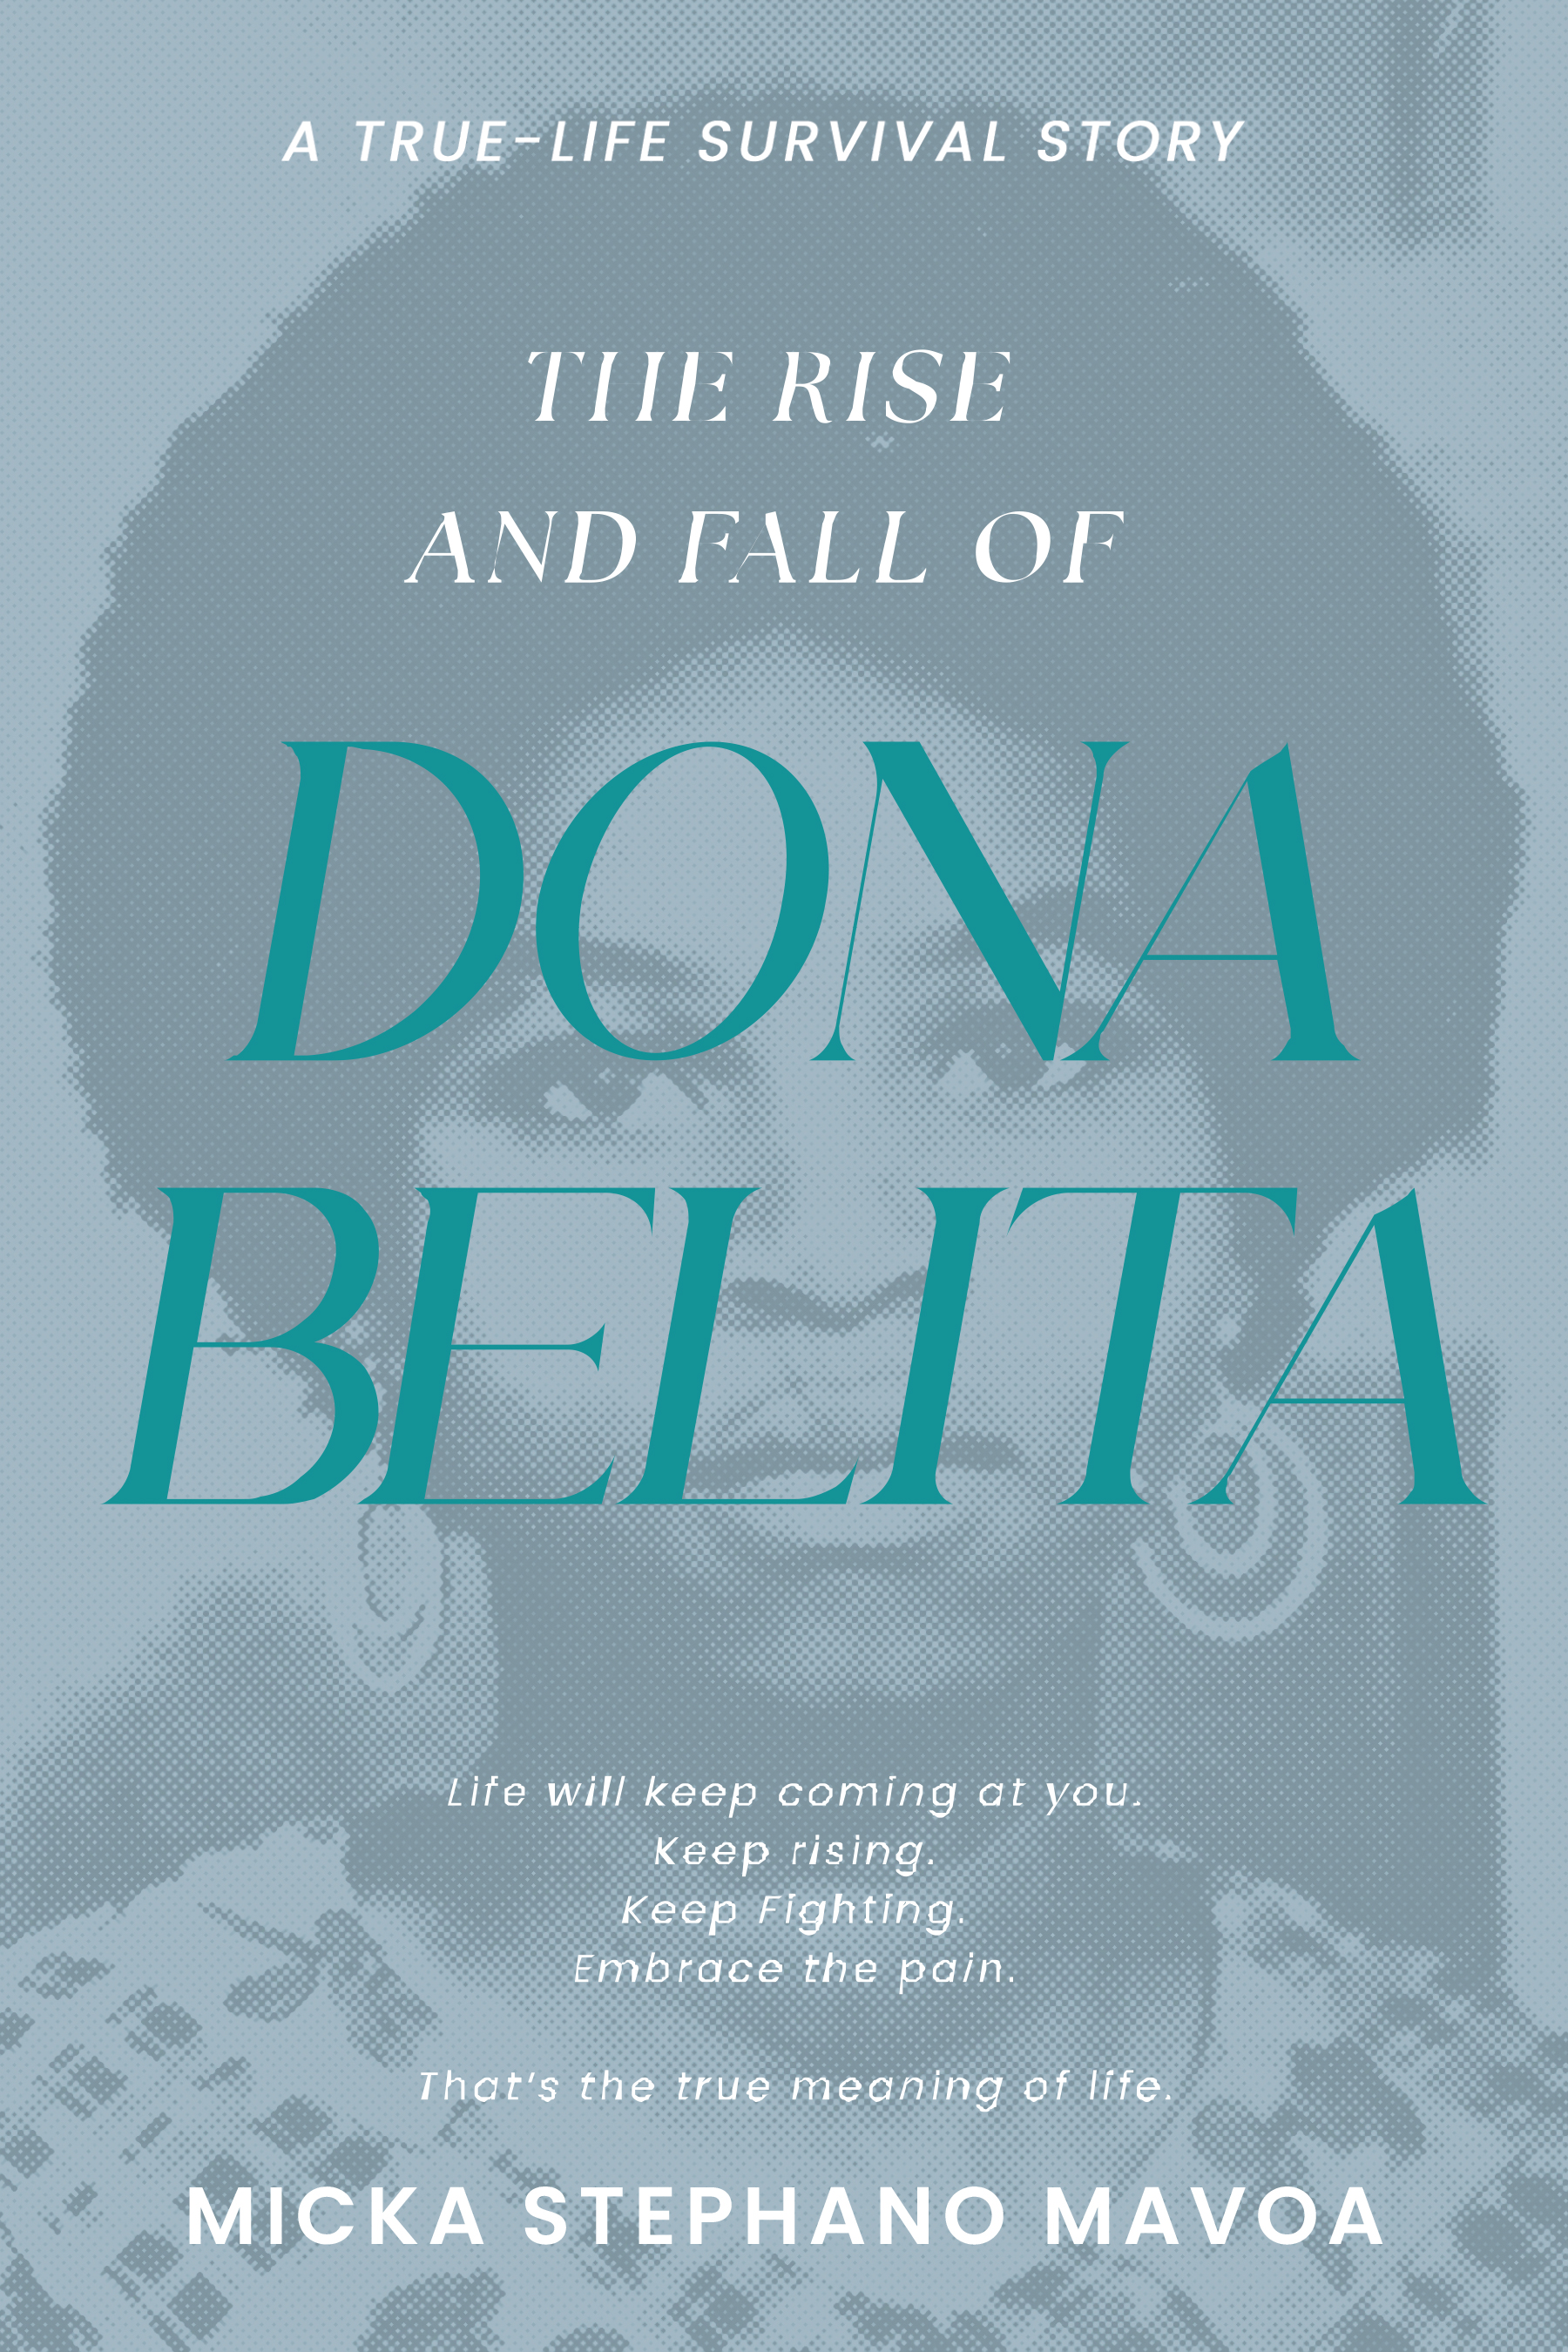 A TRUE-LIFE SURVIVAL STORY
THE RISE
AND FALL OF
DONA
BELITA
Life will keep coming at you.
Keep rising.
Keep Fighting.
Embrace the pain.
That's the true meaning of life.
MICKA STEPHANO MAVOA